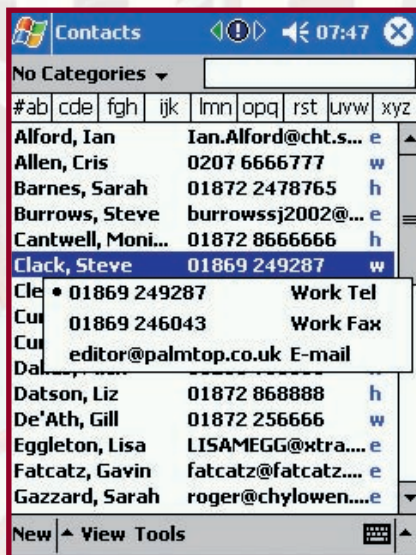 Contacts 07:47
No Categories
#ab cde fgh ijk lmn opq rst uvw xyz
Alford, Ian Ian.Alford@cht.s... e
Allen, Cris 0207 6666777 w
Barnes, Sarah 01872 2478765 h
Burrows, Steve burrowssj2002@... e
Cantwell, Moni... 01872 8666666 h
Clack, Steve 01869 249287 w
Cle
• 01869 249287 Work Tel
Cur
01869 246043 Work Fax
Cur
editor@palmtop.co.uk E-mail
Datson, Liz 01872 868888 h
De'Ath, Gill 01872 256666 w
Eggleton, Lisa LISAMEGG@xtra.... e
Fatcatz, Gavin fatcatz@fatcatz.... e
Gazzard, Sarah roger@chylowen....e
New View Tools